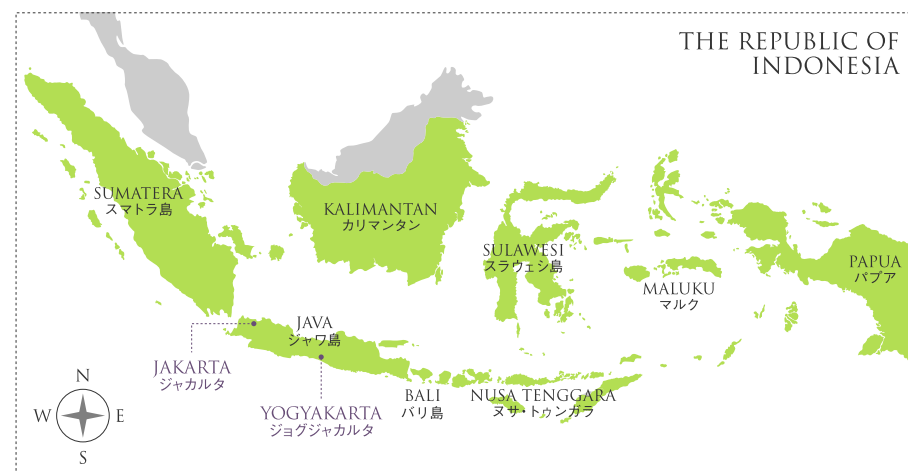 THE REPUBLIC OF
INDONESIA
SUMATERA
スマトラ島
KALIMANTAN
カリマンタン
SULAWESI
スラウェシ島
MALUKU
マルク
PAPUA
パプア
JAVA
ジャワ島
JAKARTA
ジャカルタ
YOGYAKARTA
ジョグジャカルタ
BALI
バリ島
NUSA TENGGARA
ヌサ・トゥンガラ
N
W
E
S